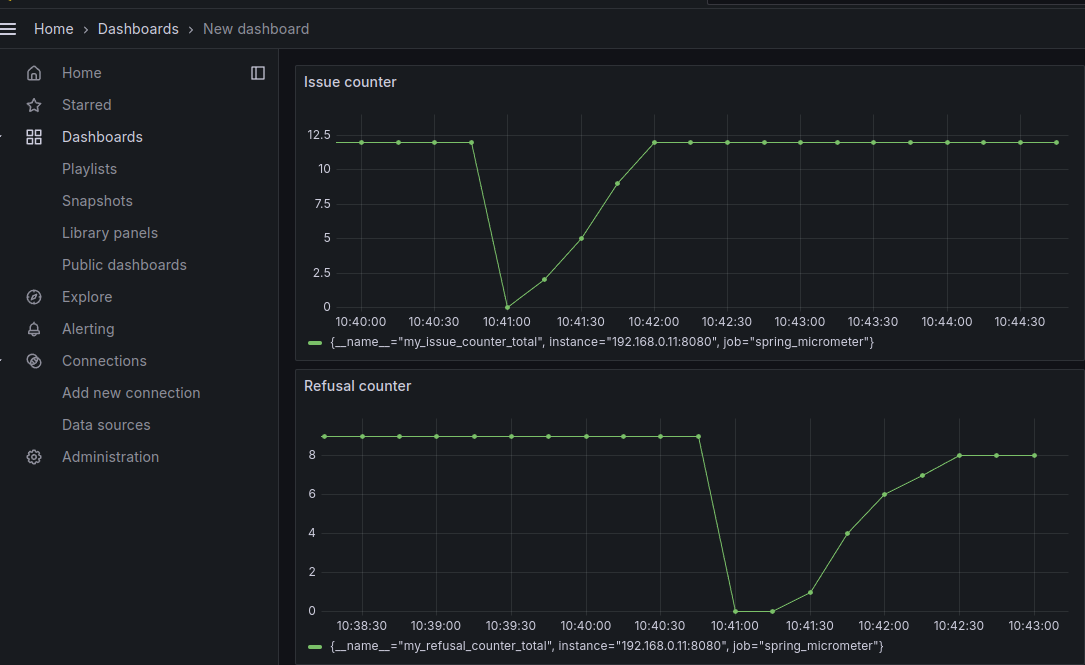 Home › Dashboards › New dashboard
Home
Starred
Dashboards
Playlists
Snapshots
Library panels
Public dashboards
Explore
Alerting
Connections
Add new connection
Data sources
Administration
Issue counter
12.5
10
7.5
5
2.5
0
10:40:00 10:40:30 10:41:00 10:41:30 10:42:00 10:42:30 10:43:00 10:43:30 10:44:00 10:44:30
{__name__="my_issue_counter_total", instance="192.168.0.11:8080", job="spring_micrometer"}
Refusal counter
8
6
4
2
0
10:38:30 10:39:00 10:39:30 10:40:00 10:40:30 10:41:00 10:41:30 10:42:00 10:42:30 10:43:00
{__name__="my_refusal_counter_total", instance="192.168.0.11:8080", job="spring_micrometer"}